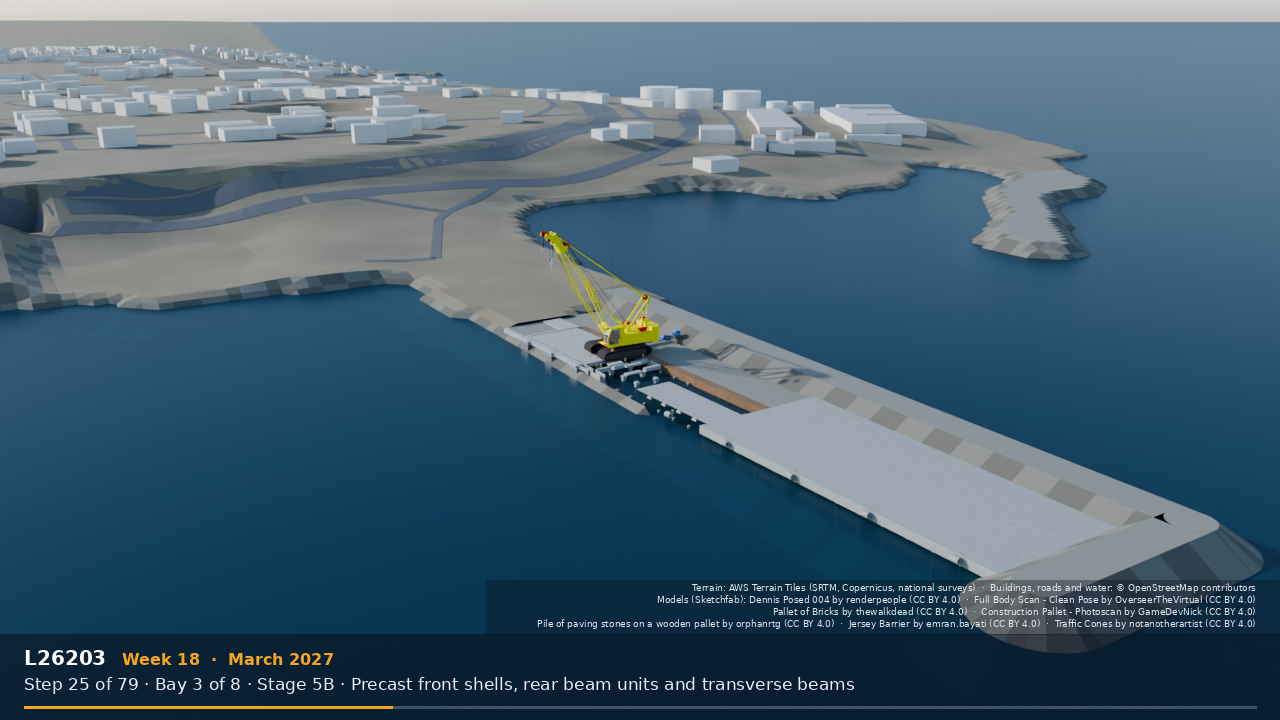 Terrain: AWS Terrain Tiles (SRTM, Copernicus, national surveys)  ·  Buildings, roads and water: © OpenStreetMap contributors
Models (Sketchfab): Dennis Posed 004 by renderpeople (CC BY 4.0)  ·  Full Body Scan - Clean Pose by OverseerTheVirtual (CC BY 4.0)
Pallet of Bricks by thewalkdead (CC BY 4.0)  ·  Construction Pallet - Photoscan by GameDevNick (CC BY 4.0)
Pile of paving stones on a wooden pallet by orphanrtg (CC BY 4.0)  ·  Jersey Barrier by emran.bayati (CC BY 4.0)  ·  Traffic Cones by notanotherartist (CC BY 4.0)
L26203 Week 18 · March 2027
Step 25 of 79 · Bay 3 of 8 · Stage 5B · Precast front shells, rear beam units and transverse beams